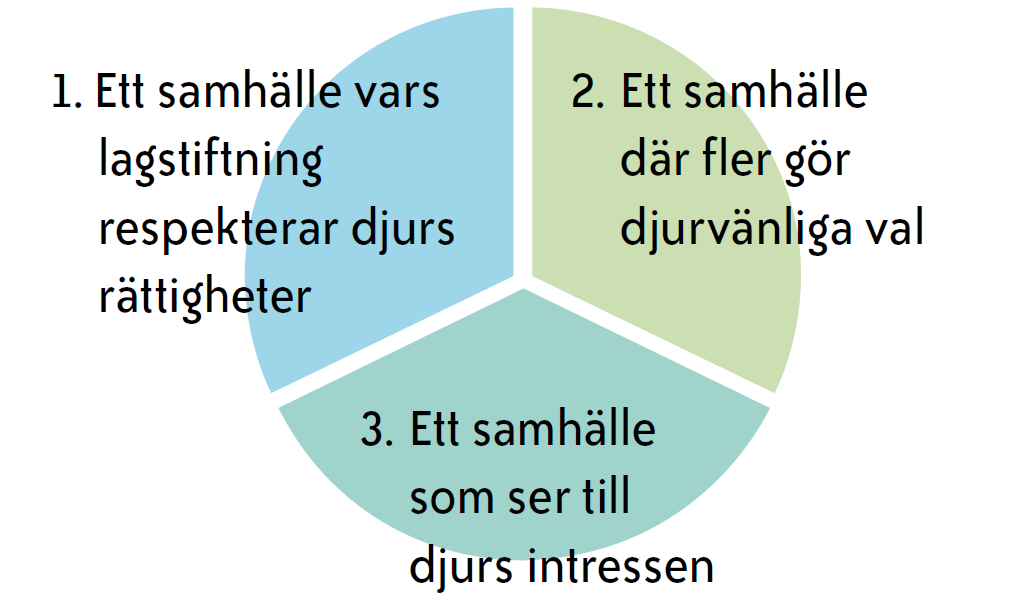 1. Ett samhälle vars
lagstiftning
respekterar djurs
rättigheter
2. Ett samhälle
där fler gör
djurvänliga val
3. Ett samhälle
som ser till
djurs intressen